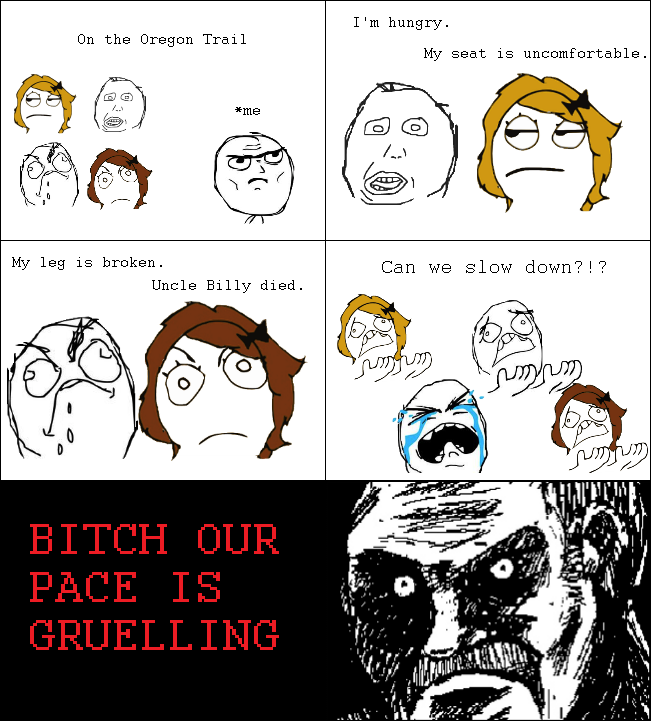 On the Oregon Trail
*me
I'm hungry.
My seat is uncomfortable.
My leg is broken.
Uncle Billy died.
Can we slow down?!?
BITCH OUR
PACE IS
GRUELLING